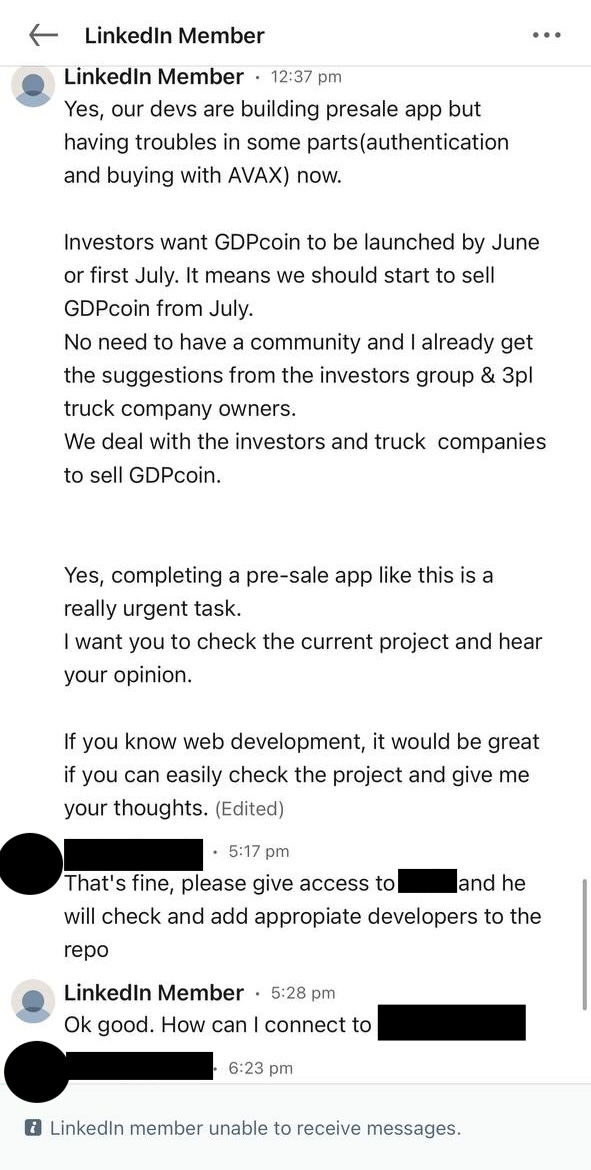 LinkedIn Member
LinkedIn Member • 12:37 pm
Yes, our devs are building presale app but
having troubles in some parts(authentication
and buying with AVAX) now.
Investors want GDPcoin to be launched by June
or first July. It means we should start to sell
GDPcoin from July.
No need to have a community and I already get
the suggestions from the investors group & 3pl
truck company owners.
We deal with the investors and truck companies
to sell GDPcoin.
Yes, completing a pre-sale app like this is a
really urgent task.
I want you to check the current project and hear
your opinion.
If you know web development, it would be great
if you can easily check the project and give me
your thoughts. (Edited)
• 5:17 pm
That's fine, please give access to and he
will check and add appropiate developers to the
repo
LinkedIn Member • 5:28 pm
Ok good. How can I connect to
• 6:23 pm
LinkedIn member unable to receive messages.